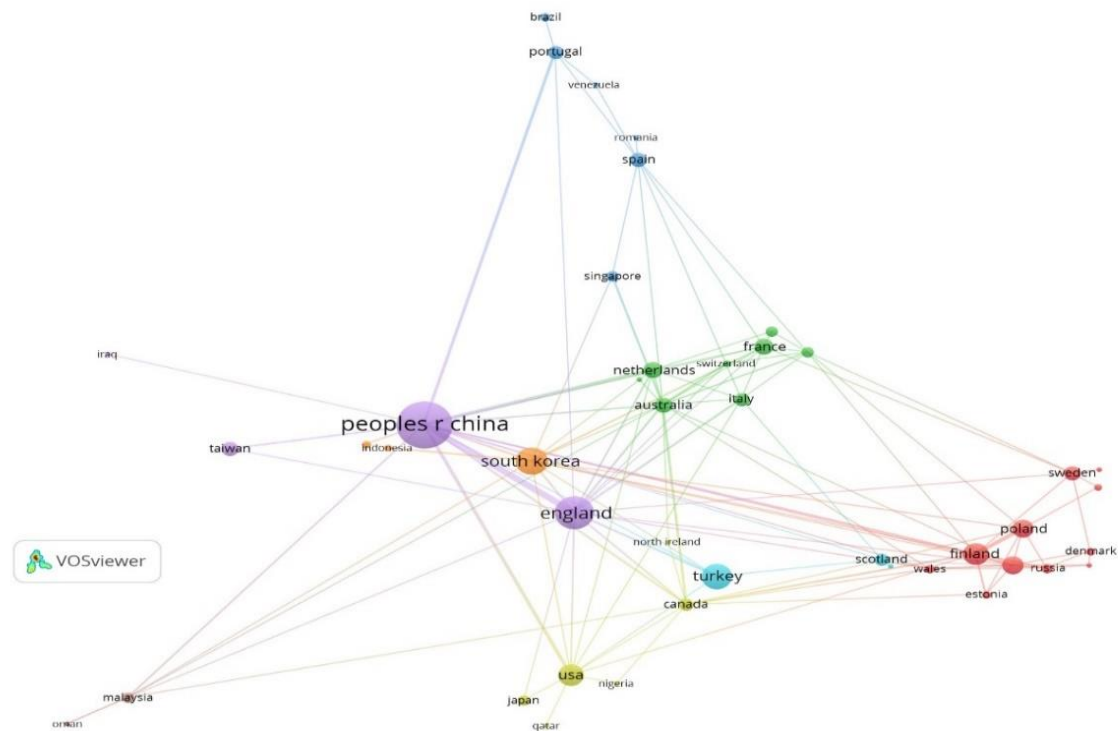 brazil
portugal
venezuela
romania
spain
singapore
france
switzerland
netherlands
iraq
italy
australia
peoples r china
taiwan
indonesia
south korea
sweden
england
poland
north ireland
denmark
finland
scotland
VOSviewer
wales
russia
turkey
estonia
canada
usa
nigeria
malaysia
japan
oman
qatar